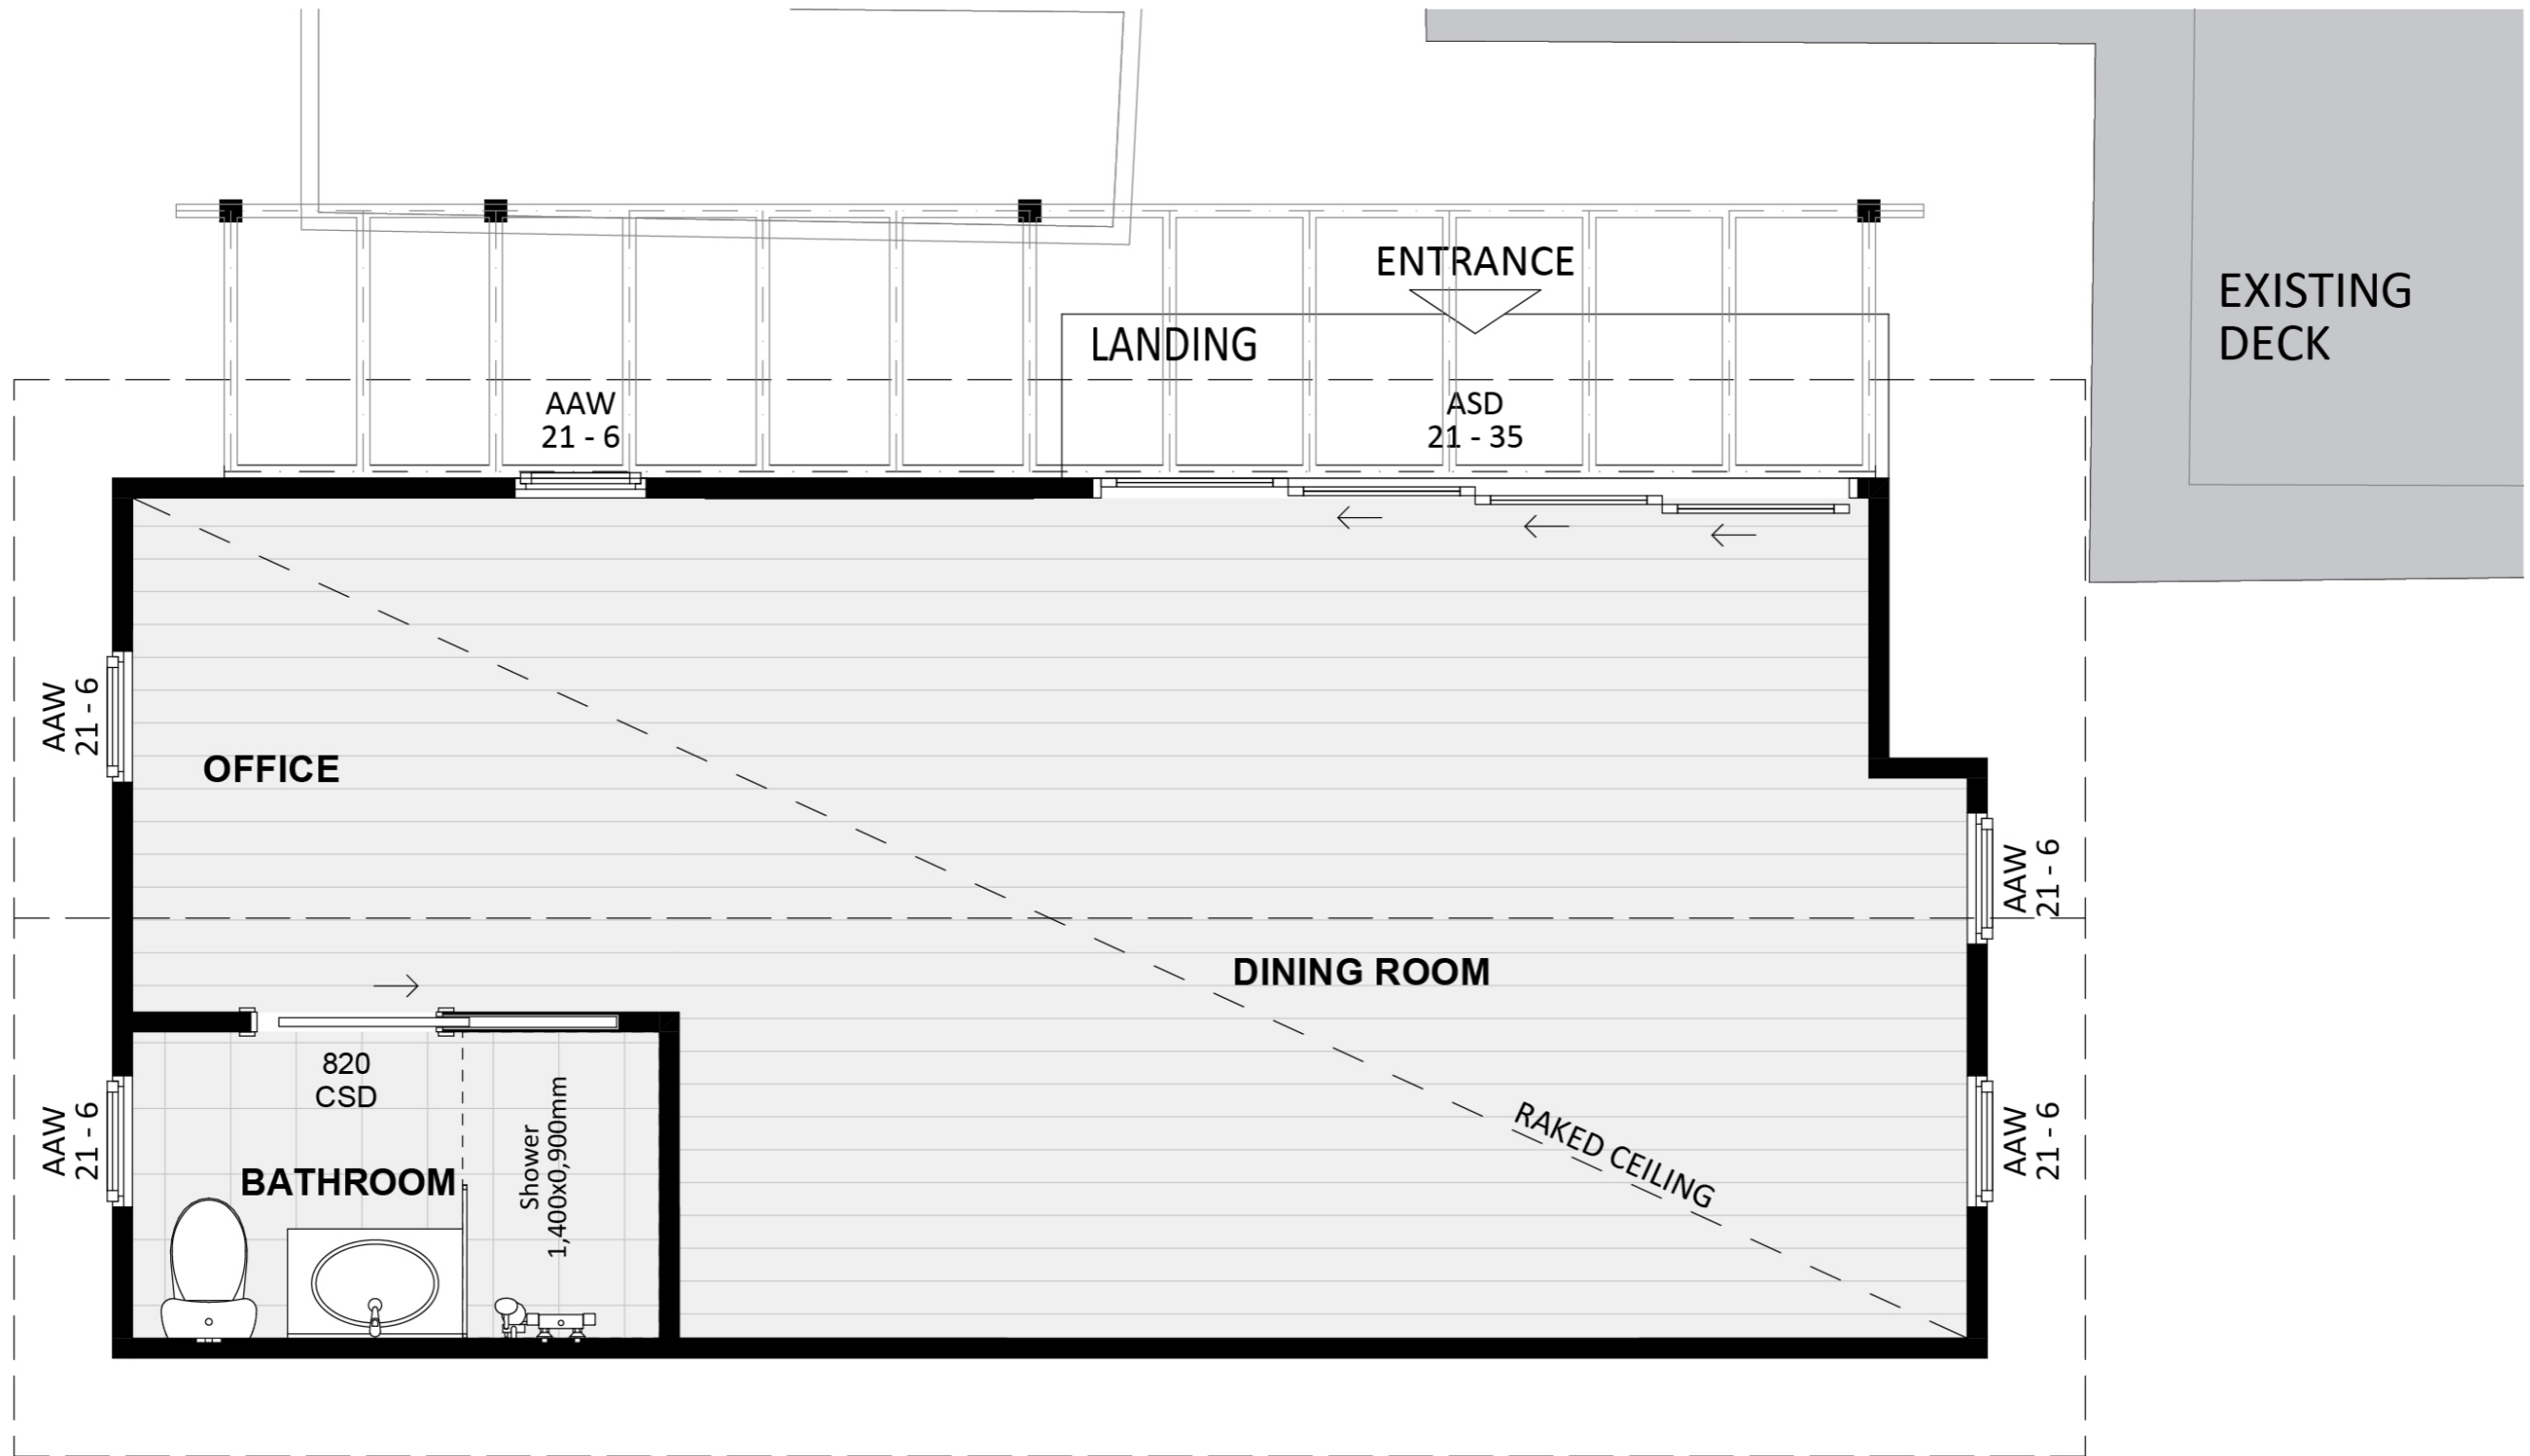 ENTRANCE
EXISTING
DECK
LANDING
AAW
21 - 6
ASD
21 - 35
AAW
21 - 6
OFFICE
AAW
21 - 6
DINING ROOM
820
CSD
AAW
21 - 6
BATHROOM
Shower
1,400x0,900mm
RAKED CEILING
AAW
21 - 6